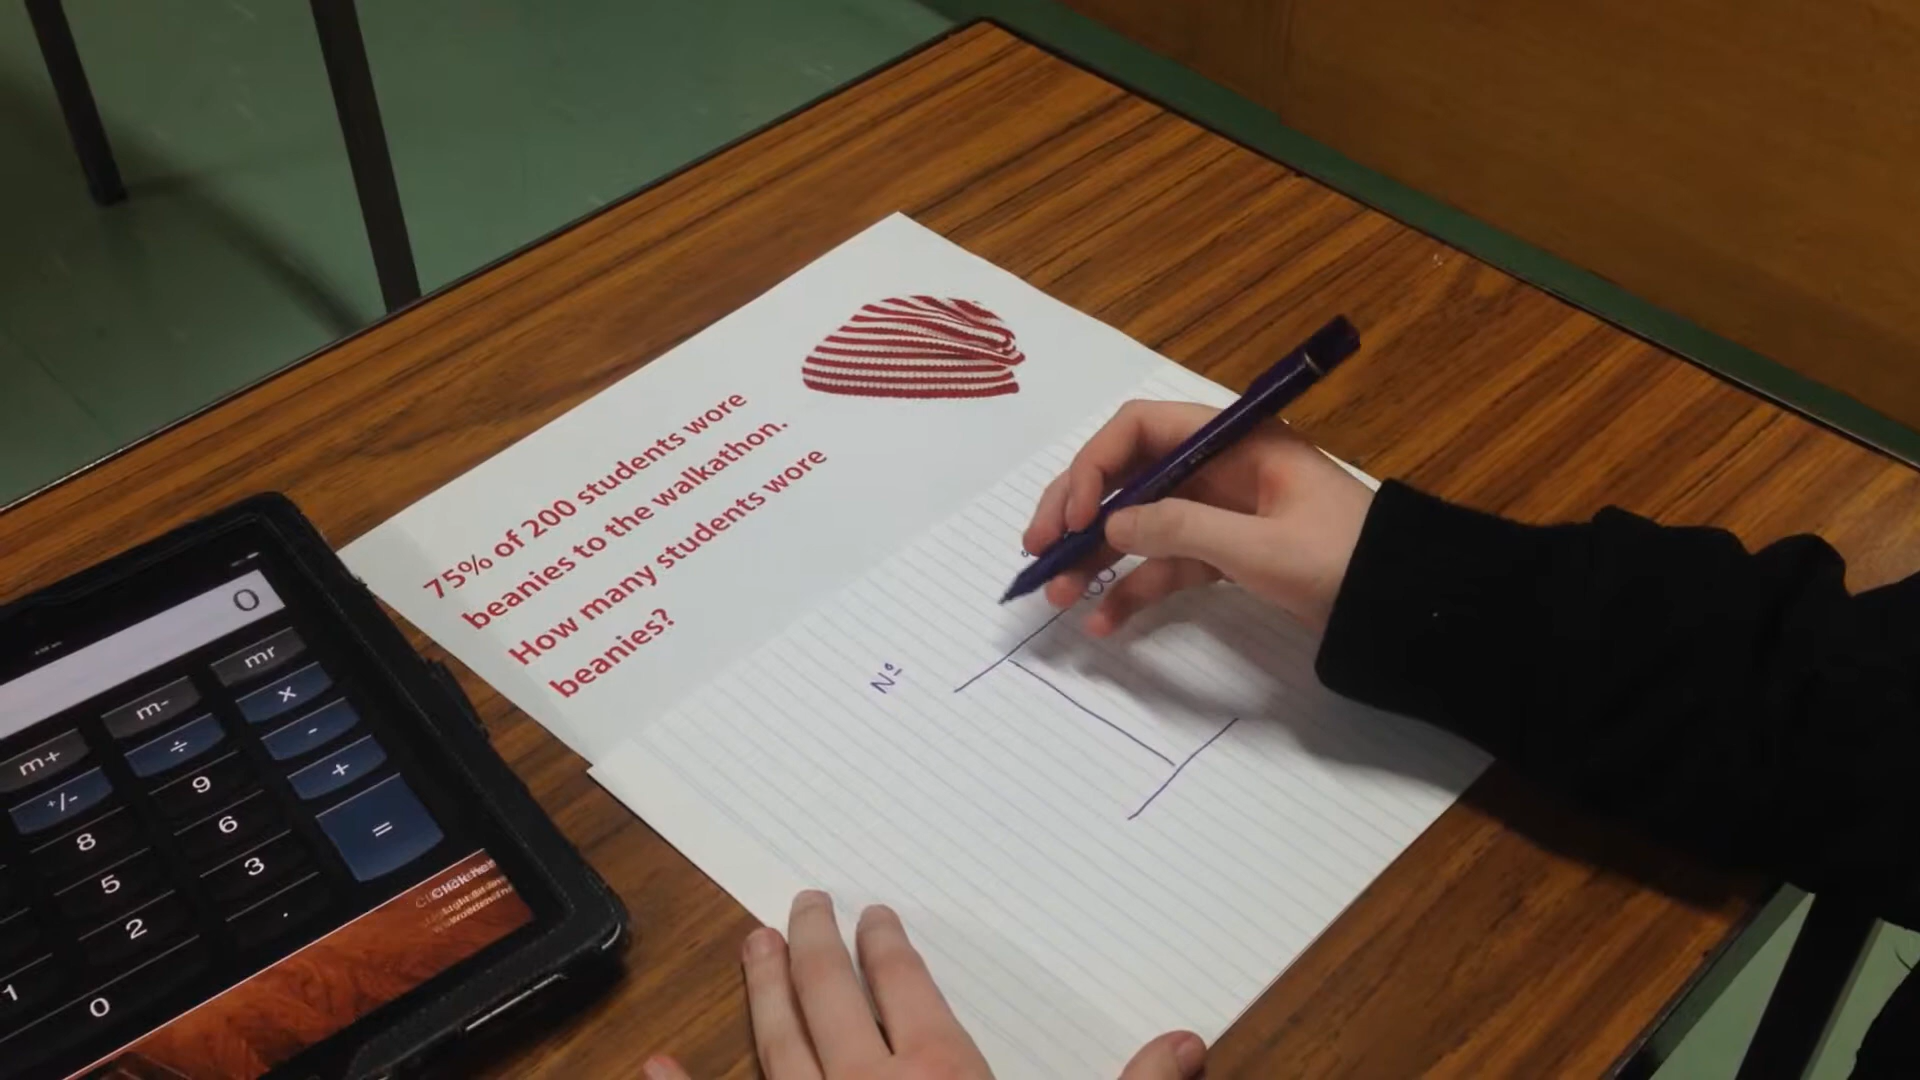 75% of 200 students wore
beanies to the walkathon.
How many students wore
beanies?
Nº
100
0
mr
m-
m+
x
÷
+/-
-
+
9
8
6
5
=
3
2
.
1
0